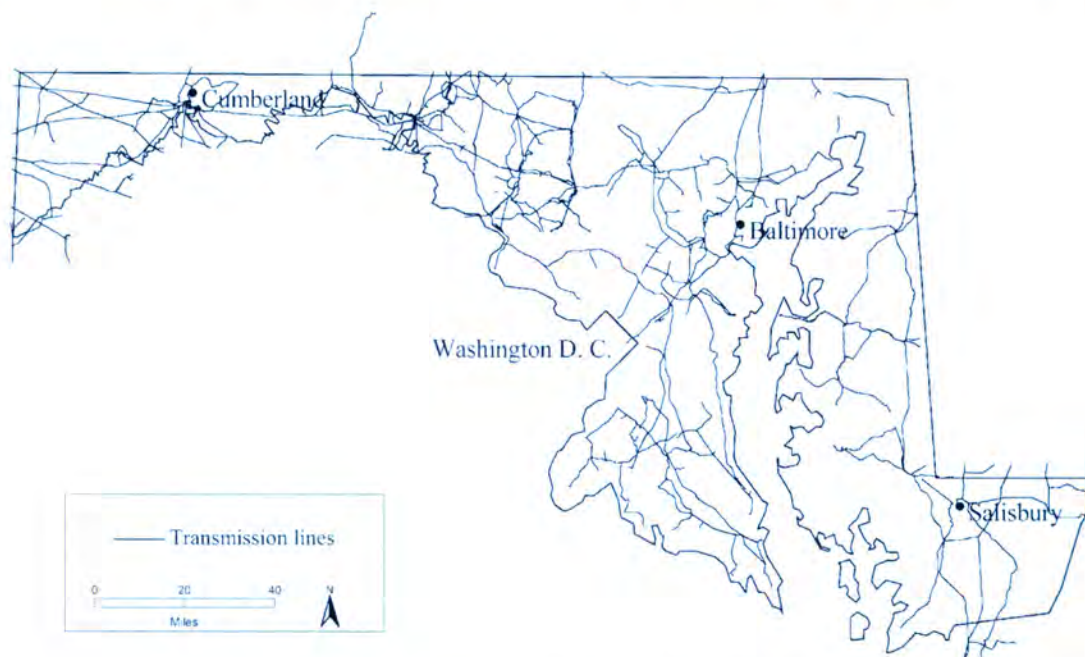 Cumberland
Baltimore
Washington D. C.
Salisbury
Transmission lines
0 20 40
Miles
N